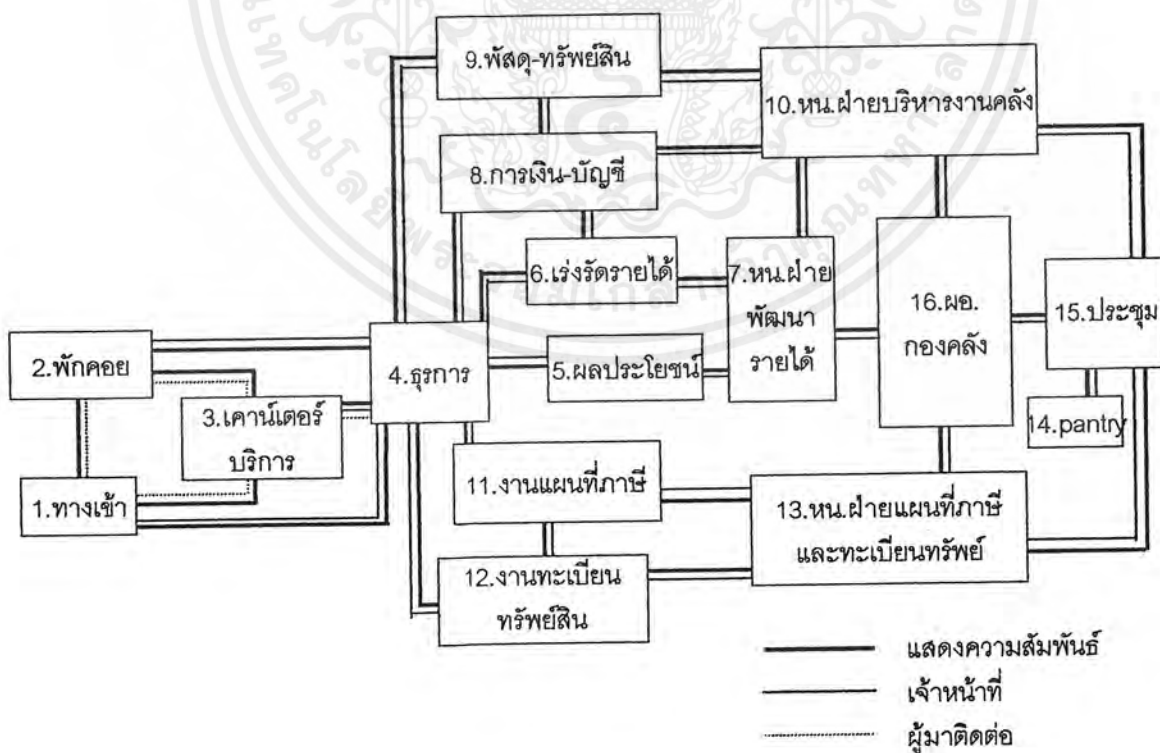 9.พัสดุ-ทรัพย์สิน
10.หน.ฝ่ายบริหารงานคลัง
8.การเงิน-บัญชี
6.เร่งรัดรายได้
7.หน.ฝ่าย
พัฒนา
รายได้
16.ผอ.
กองคลัง
15.ประชุม
2.พักคอย
4.ธุรการ
5.ผลประโยชน์
3.เคาน์เตอร์
บริการ
14.pantry
1.ทางเข้า
11.งานแผนที่ภาษี
13.หน.ฝ่ายแผนที่ภาษี
และทะเบียนทรัพย์
12.งานทะเบียน
ทรัพย์สิน
แสดงความสัมพันธ์
เจ้าหน้าที่
ผู้มาติดต่อ